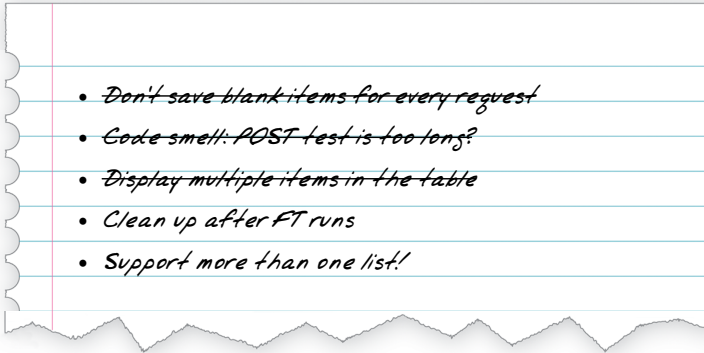 Don't save blank items for every request
Code smell: POST test is too long?
Display multiple items in the table
Clean up after FT runs
Support more than one list!